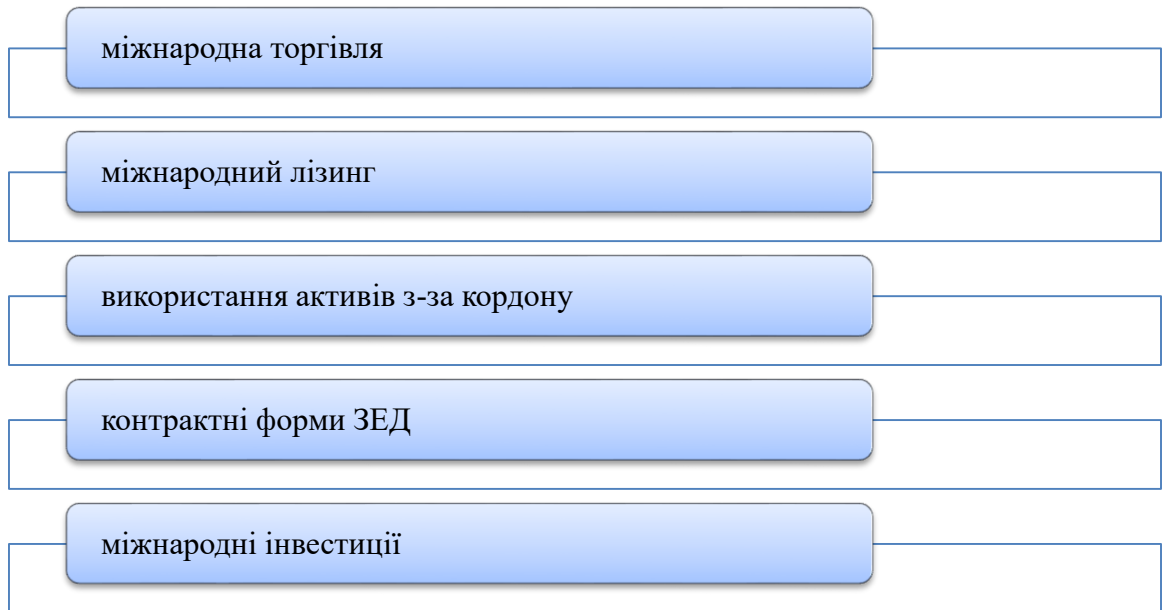 міжнародна торгівля
міжнародний лізинг
використання активів з-за кордону
контрактні форми ЗЕД
міжнародні інвестиції